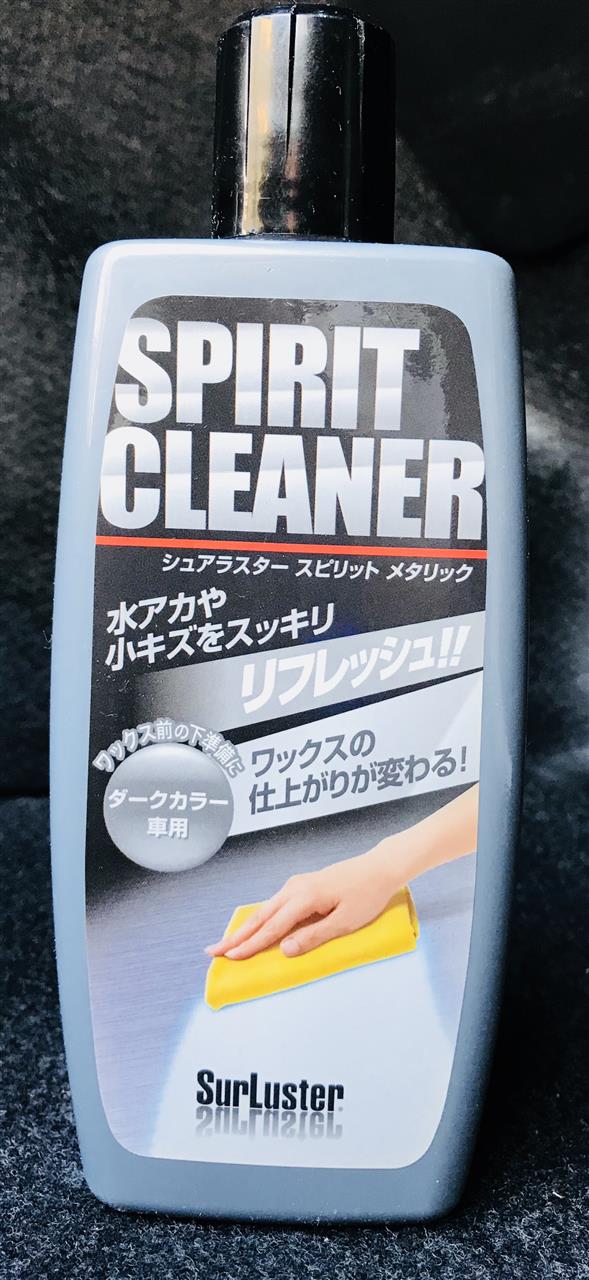 SPIRIT
CLEANER
シュアラスター スピリット メタリック
水アカや
小キズをスッキリ
リフレッシュ!!
ワックス前の下準備に
ダークカラー
車用
ワックスの
仕上がりが変わる!
SurLuster